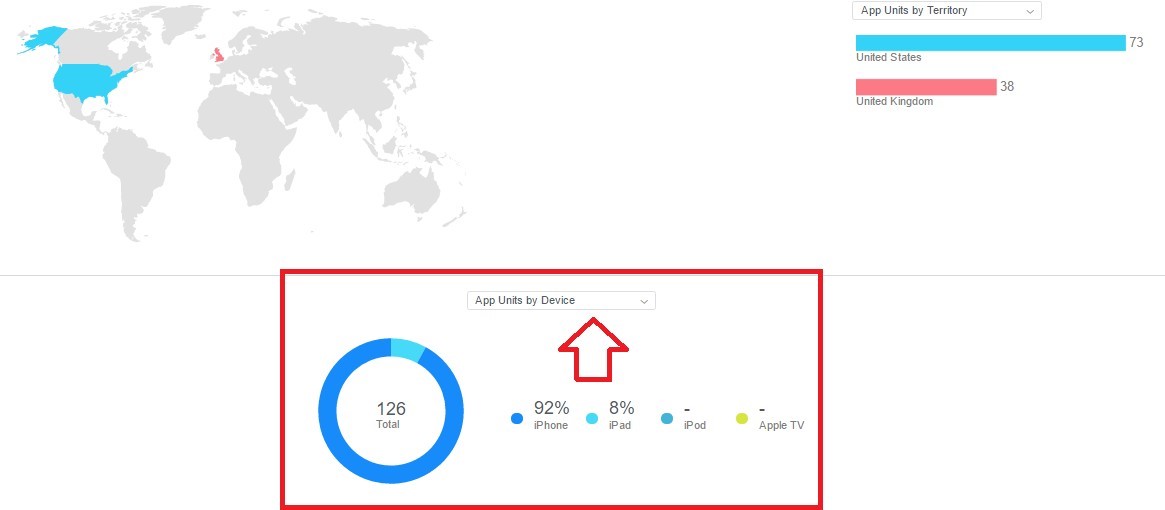 App Units by Territory
73
United States
38
United Kingdom
App Units by Device
126
Total
92%
iPhone
8%
iPad
-
iPod
-
Apple TV